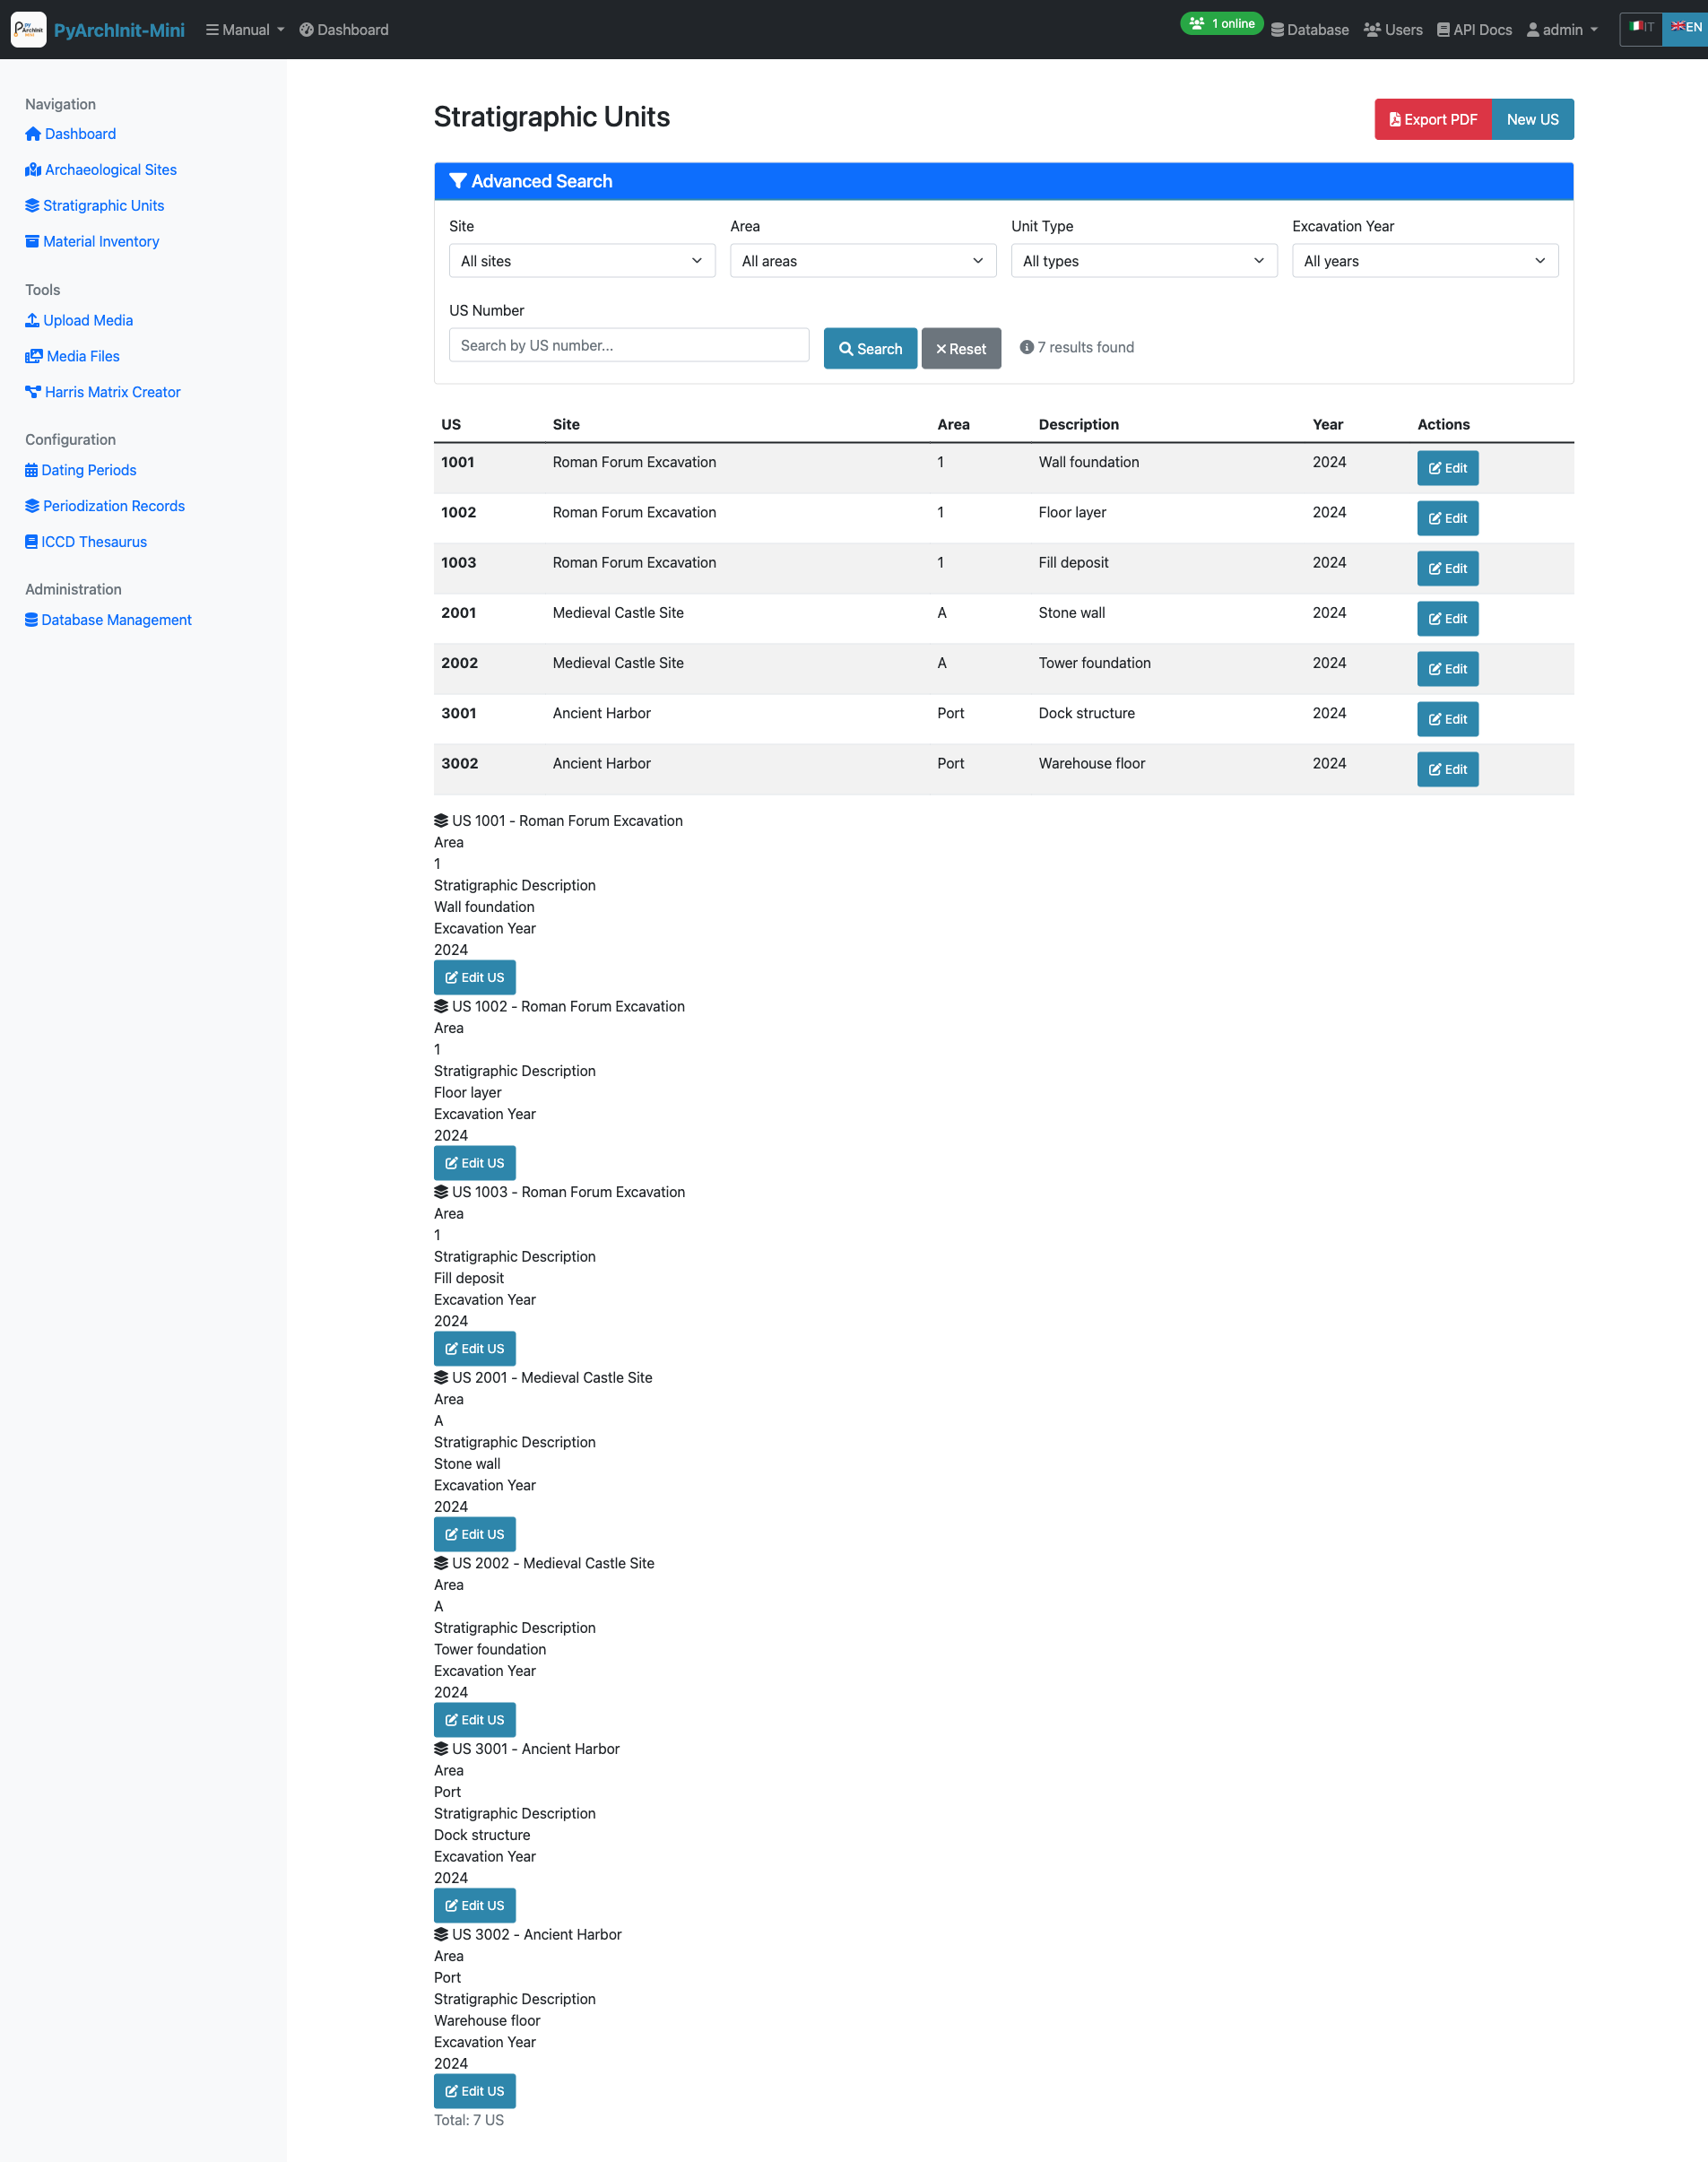 PyArchInit-Mini Manual Dashboard 1 online Database Users API Docs admin IT EN
Navigation
Dashboard
Archaeological Sites
Stratigraphic Units
Material Inventory
Tools
Upload Media
Media Files
Harris Matrix Creator
Configuration
Dating Periods
Periodization Records
ICCD Thesaurus
Administration
Database Management
Stratigraphic Units
Export PDF New US
Advanced Search
Site Area Unit Type Excavation Year
All sites All areas All types All years
US Number
Search by US number... Search Reset 7 results found
US Site Area Description Year Actions
1001 Roman Forum Excavation 1 Wall foundation 2024 Edit
1002 Roman Forum Excavation 1 Floor layer 2024 Edit
1003 Roman Forum Excavation 1 Fill deposit 2024 Edit
2001 Medieval Castle Site A Stone wall 2024 Edit
2002 Medieval Castle Site A Tower foundation 2024 Edit
3001 Ancient Harbor Port Dock structure 2024 Edit
3002 Ancient Harbor Port Warehouse floor 2024 Edit
US 1001 - Roman Forum Excavation
Area
1
Stratigraphic Description
Wall foundation
Excavation Year
2024
Edit US
US 1002 - Roman Forum Excavation
Area
1
Stratigraphic Description
Floor layer
Excavation Year
2024
Edit US
US 1003 - Roman Forum Excavation
Area
1
Stratigraphic Description
Fill deposit
Excavation Year
2024
Edit US
US 2001 - Medieval Castle Site
Area
A
Stratigraphic Description
Stone wall
Excavation Year
2024
Edit US
US 2002 - Medieval Castle Site
Area
A
Stratigraphic Description
Tower foundation
Excavation Year
2024
Edit US
US 3001 - Ancient Harbor
Area
Port
Stratigraphic Description
Dock structure
Excavation Year
2024
Edit US
US 3002 - Ancient Harbor
Area
Port
Stratigraphic Description
Warehouse floor
Excavation Year
2024
Edit US
Total: 7 US